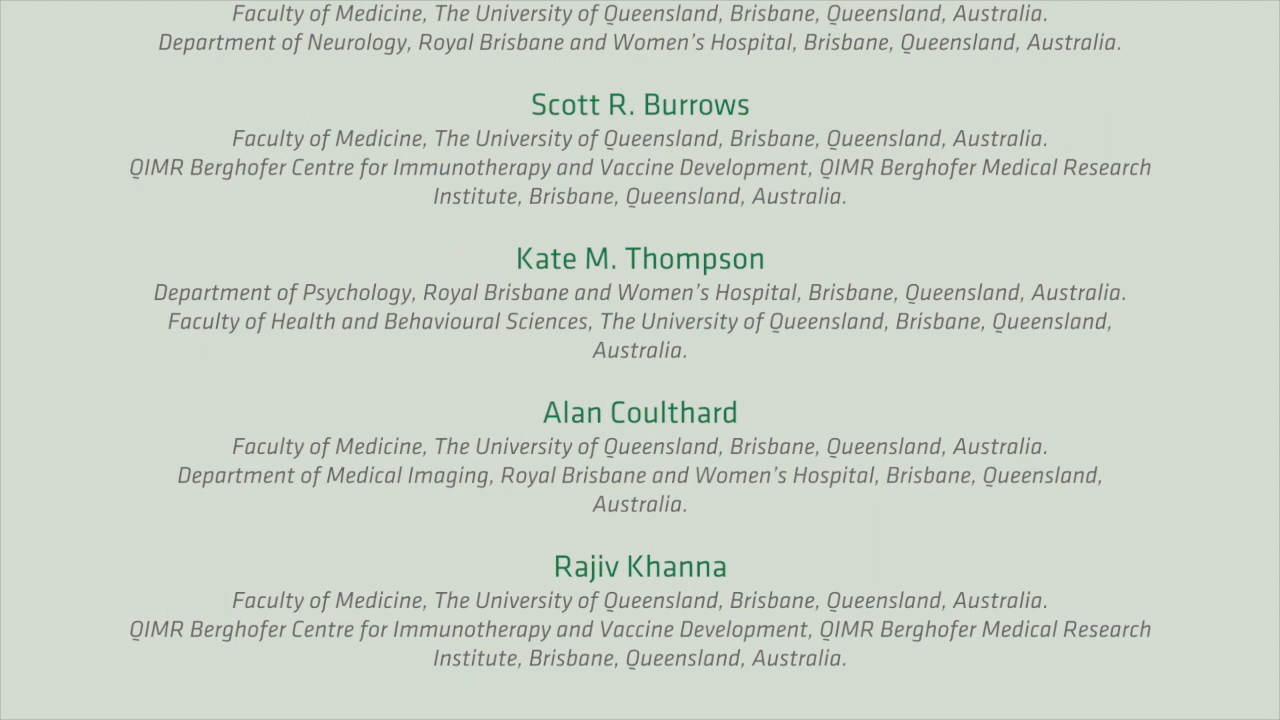 Faculty of Medicine, The University of Queensland, Brisbane, Queensland, Australia.
Department of Neurology, Royal Brisbane and Women's Hospital, Brisbane, Queensland, Australia.
Scott R. Burrows
Faculty of Medicine, The University of Queensland, Brisbane, Queensland, Australia.
QIMR Berghofer Centre for Immunotherapy and Vaccine Development, QIMR Berghofer Medical Research
Institute, Brisbane, Queensland, Australia.
Kate M. Thompson
Department of Psychology, Royal Brisbane and Women's Hospital, Brisbane, Queensland, Australia.
Faculty of Health and Behavioural Sciences, The University of Queensland, Brisbane, Queensland,
Australia.
Alan Coulthard
Faculty of Medicine, The University of Queensland, Brisbane, Queensland, Australia.
Department of Medical Imaging, Royal Brisbane and Women's Hospital, Brisbane, Queensland,
Australia.
Rajiv Khanna
Faculty of Medicine, The University of Queensland, Brisbane, Queensland, Australia.
QIMR Berghofer Centre for Immunotherapy and Vaccine Development, QIMR Berghofer Medical Research
Institute, Brisbane, Queensland, Australia.